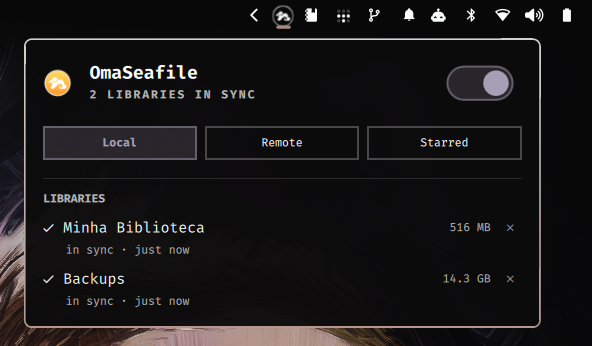 OmaSeafile
2 LIBRARIES IN SYNC
Local Remote Starred
LIBRARIES
Minha Biblioteca 516 MB ×
in sync · just now
Backups 14.3 GB ×
in sync · just now